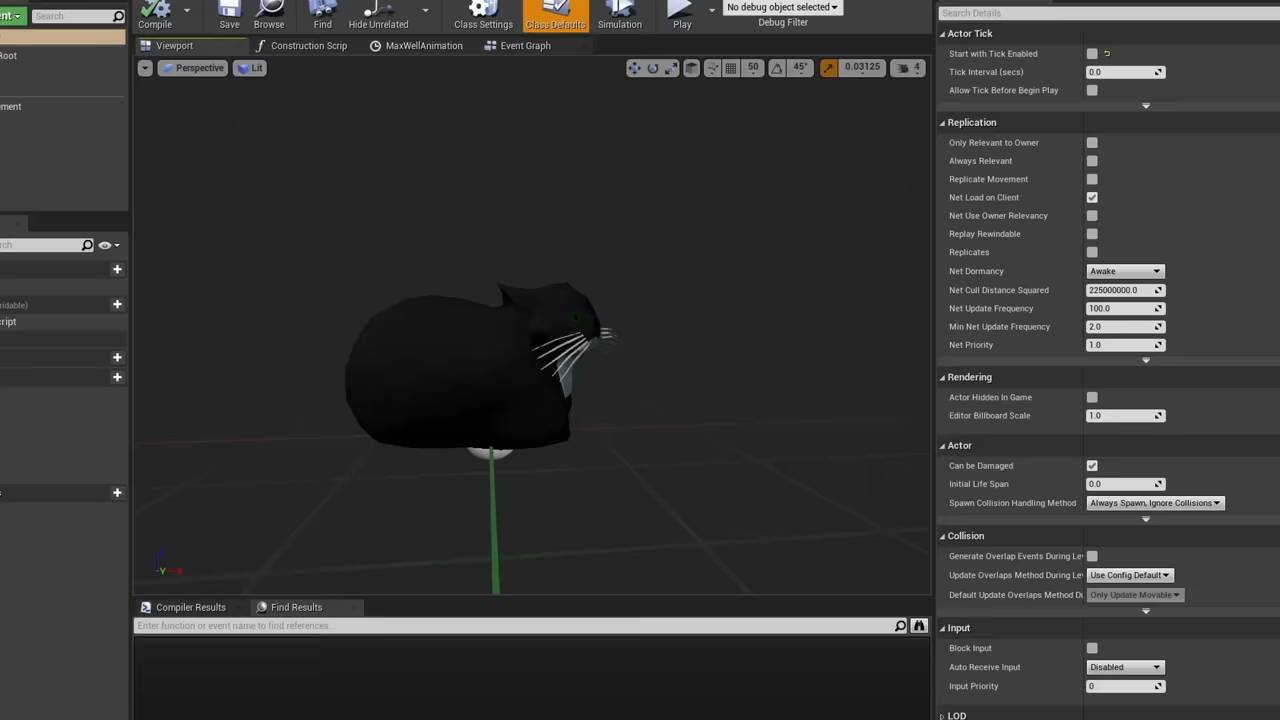 ent
Search
Compile
Save
Browse
Find
Hide Unrelated
Class Settings
Class Defaults
Simulation
Play
No debug object selected
Debug Filter
Root
ement
rch
ridable)
cript
s
Viewport
Construction Scrip
MaxWellAnimation
Event Graph
Perspective
Lit
50
45°
0.03125
4
Y
Compiler Results
Find Results
Enter function or event name to find references...
Search Details
Actor Tick
Start with Tick Enabled
Tick Interval (secs) 0.0
Allow Tick Before Begin Play
Replication
Only Relevant to Owner
Always Relevant
Replicate Movement
Net Load on Client
Net Use Owner Relevancy
Replay Rewindable
Replicates
Net Dormancy Awake
Net Cull Distance Squared 225000000.0
Net Update Frequency 100.0
Min Net Update Frequency 2.0
Net Priority 1.0
Rendering
Actor Hidden In Game
Editor Billboard Scale 1.0
Actor
Can be Damaged
Initial Life Span 0.0
Spawn Collision Handling Method Always Spawn, Ignore Collisions
Collision
Generate Overlap Events During Le
Update Overlaps Method During Le Use Config Default
Default Update Overlaps Method Du Only Update Movable
Input
Block Input
Auto Receive Input Disabled
Input Priority 0
LOD